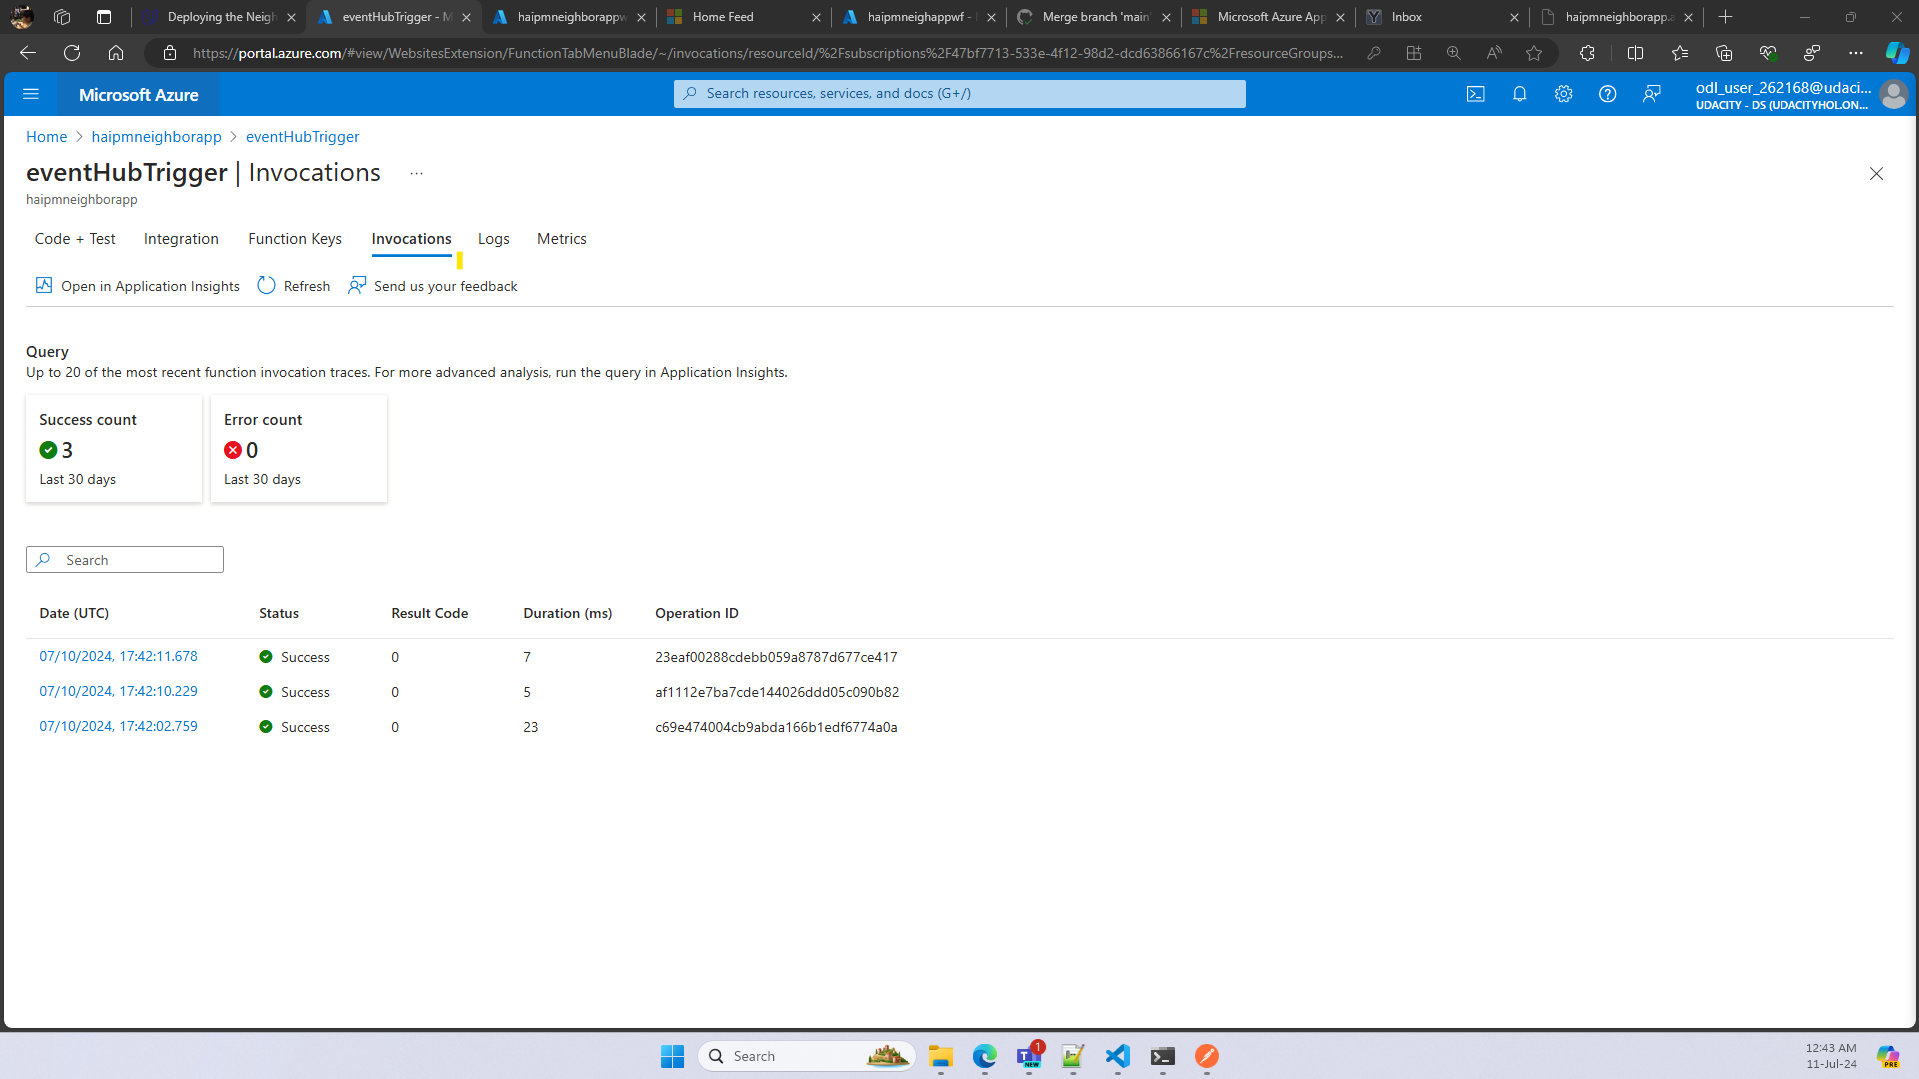 Deploying the Neigh
eventHubTrigger - M
haipmneighborappw
Home Feed
haipmneighappwf -
Merge branch 'main'
Microsoft Azure App
Inbox
haipmneighborapp.a
https://portal.azure.com/#view/WebsitesExtension/FunctionTabMenuBlade/~/invocations/resourceId/%2Fsubscriptions%2F47bf7713-533e-4f12-98d2-dcd63866167c%2FresourceGroups...
Microsoft Azure
Search resources, services, and docs (G+/)
odl_user_262168@udaci...
UDACITY - DS (UDACITYHOLON...
Home > haipmneighborapp > eventHubTrigger
eventHubTrigger | Invocations ...
haipmneighborapp
Code + Test Integration Function Keys Invocations Logs Metrics
Open in Application Insights Refresh Send us your feedback
Query
Up to 20 of the most recent function invocation traces. For more advanced analysis, run the query in Application Insights.
Success count
3
Last 30 days
Error count
0
Last 30 days
Search
Date (UTC) Status Result Code Duration (ms) Operation ID
07/10/2024, 17:42:11.678 Success 0 7 23eaf00288cdebb059a8787d677ce417
07/10/2024, 17:42:10.229 Success 0 5 af1112e7ba7cde144026ddd05c090b82
07/10/2024, 17:42:02.759 Success 0 23 c69e474004cb9abda166b1edf6774a0a
Search
1
NEW
12:43 AM
11-Jul-24
PRE